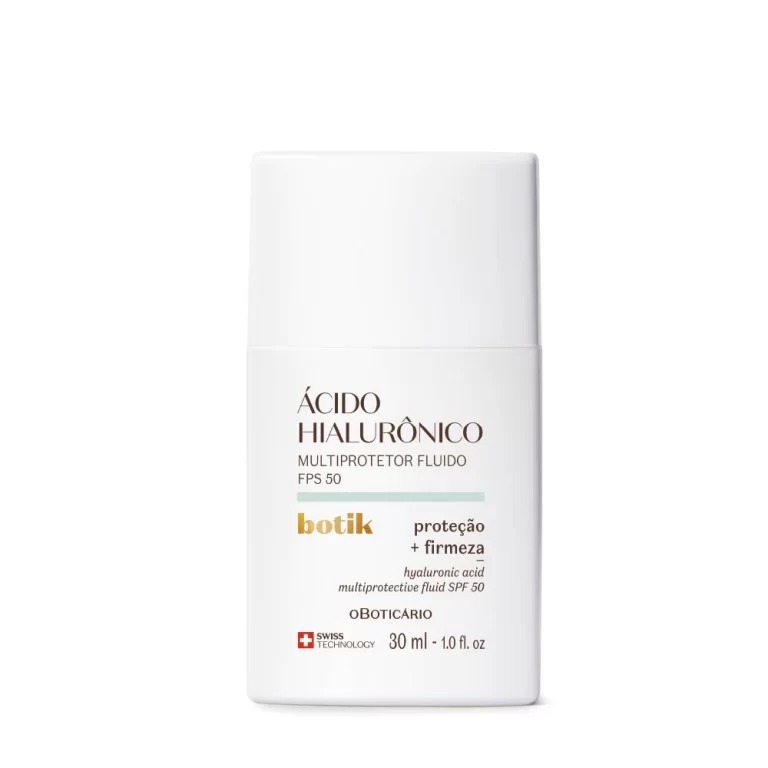 ÁCIDO
HIALURÔNICO
MULTIPROTETOR FLUIDO
FPS 50
botik
proteção
+ firmeza
hyaluronic acid
multiprotective fluid SPF 50
oBOTICÁRIO
SWISS
TECHNOLOGY
30 ml - 1.0 fl. oz